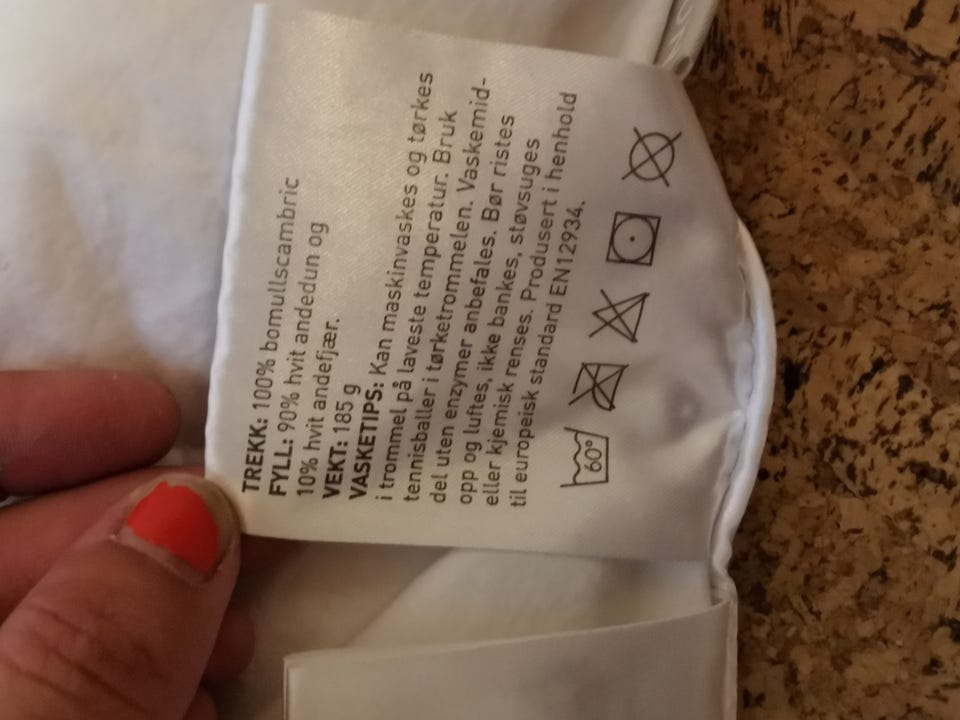 TREKK: 100% bomullscambric
FYLL: 90% hvit andedun og
10% hvit andefjær.
VEKT: 185 g
VASKETIPS: Kan maskinvaskes og tørkes
i trommel på laveste temperatur. Bruk
tennisballer i tørketrommelen. Vaskemid-
del uten enzymer anbefales. Bør ristes
opp og luftes, ikke bankes, støvsuges
eller kjemisk renses. Produsert i henhold
til europeisk standard EN12934.
60°